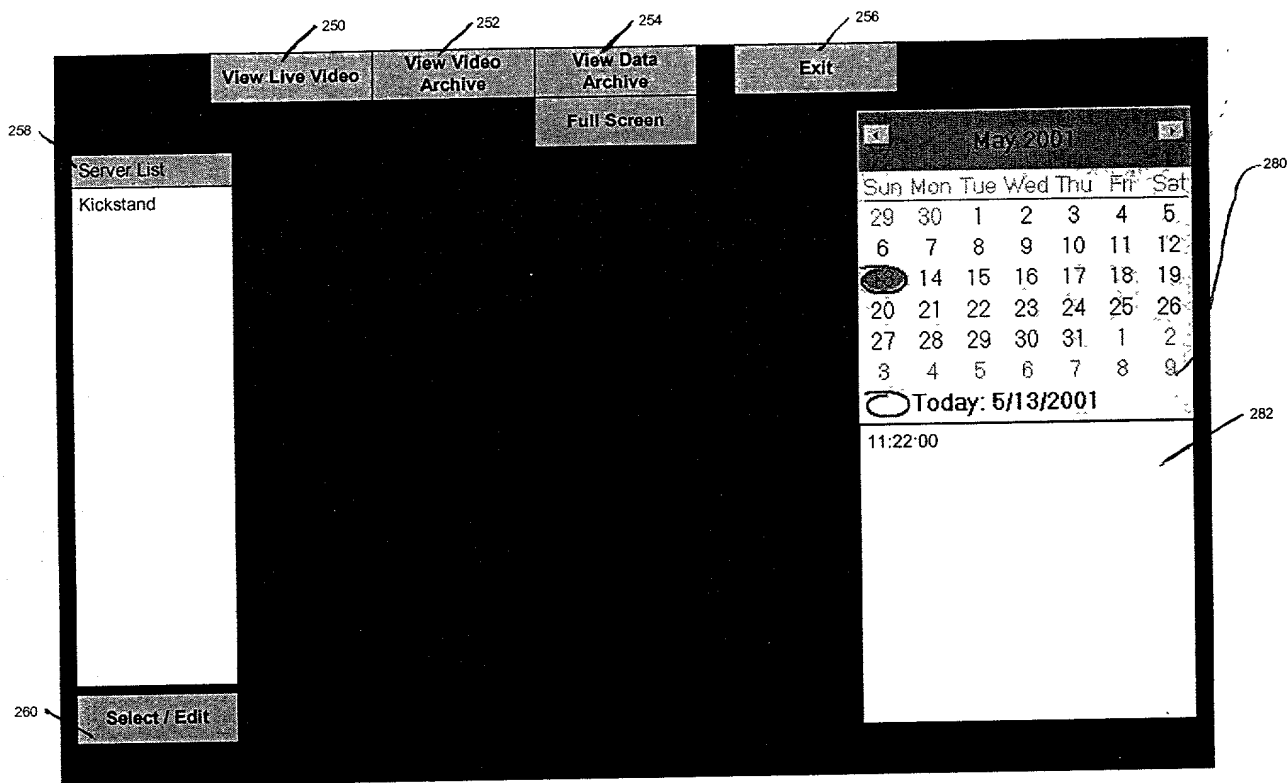 250
252
254
256
View Live Video
View Video Archive
View Data Archive
Exit
Full Screen
258
Server List
Kickstand
May 2001
280
Sun Mon Tue Wed Thu Fri Sat
29 30 1 2 3 4 5
6 7 8 9 10 11 12
14 15 16 17 18 19
20 21 22 23 24 25 26
27 28 29 30 31 1 2
3 4 5 6 7 8 9
Today: 5/13/2001
282
11:22:00
260
Select / Edit